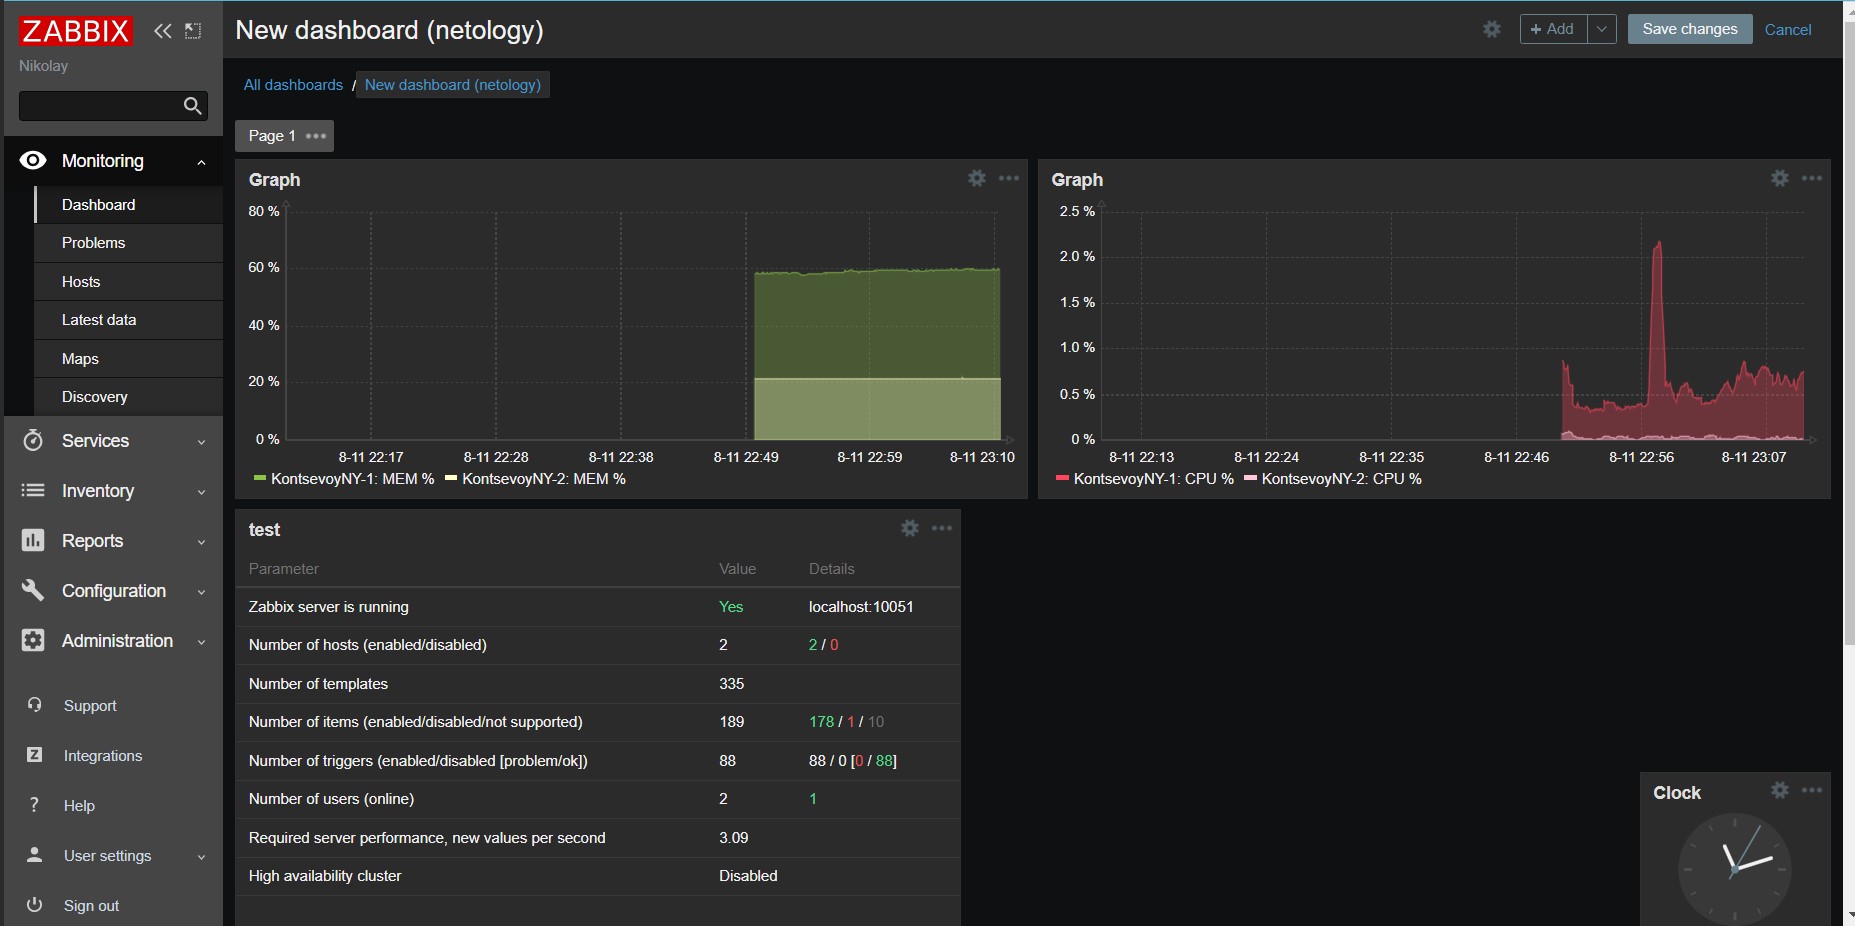 ZABBIX
Nikolay
Monitoring
Dashboard
Problems
Hosts
Latest data
Maps
Discovery
Services
Inventory
Reports
Configuration
Administration
Support
Z Integrations
? Help
User settings
Sign out
New dashboard (netology)
+ Add
Save changes
Cancel
All dashboards / New dashboard (netology)
Page 1
Graph
80 %
60 %
40 %
20 %
0 %
8-11 22:17 8-11 22:28 8-11 22:38 8-11 22:49 8-11 22:59 8-11 23:10
KontsevoyNY-1: MEM % KontsevoyNY-2: MEM %
Graph
2.5 %
2.0 %
1.5 %
1.0 %
0.5 %
0 %
8-11 22:13 8-11 22:24 8-11 22:35 8-11 22:46 8-11 22:56 8-11 23:07
KontsevoyNY-1: CPU % KontsevoyNY-2: CPU %
test
Parameter Value Details
Zabbix server is running Yes localhost:10051
Number of hosts (enabled/disabled) 2 2 / 0
Number of templates 335
Number of items (enabled/disabled/not supported) 189 178 / 1 / 10
Number of triggers (enabled/disabled [problem/ok]) 88 88 / 0 [0 / 88]
Number of users (online) 2 1
Required server performance, new values per second 3.09
High availability cluster Disabled
Clock